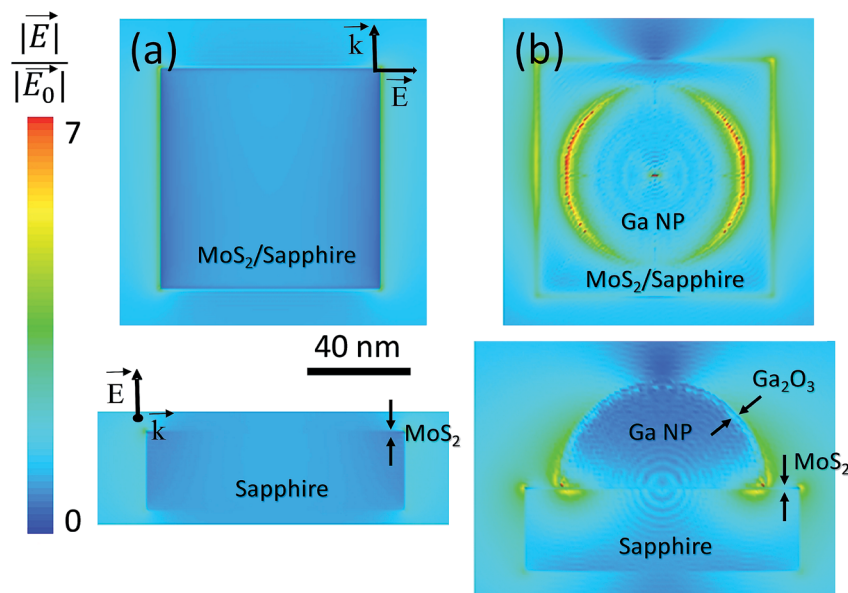 |E⃗|
|E₀⃗|
7
0
(a)
k⃗
E⃗
MoS₂/Sapphire
(b)
Ga NP
MoS₂/Sapphire
40 nm
E⃗
k⃗
MoS₂
Sapphire
Ga₂O₃
Ga NP
MoS₂
Sapphire